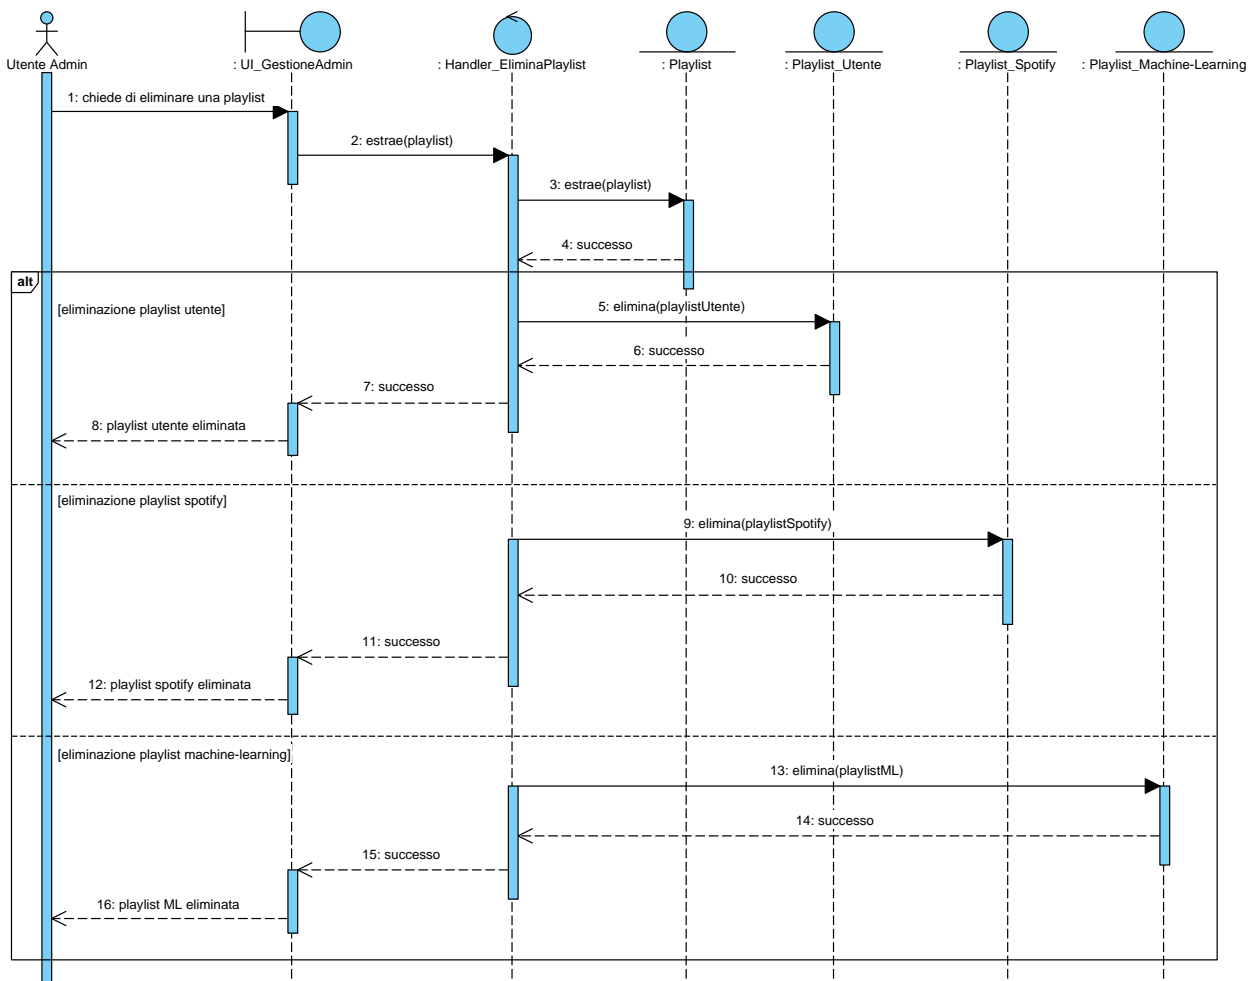 Utente Admin
: UI_GestioneAdmin
: Handler_EliminaPlaylist
: Playlist
: Playlist_Utente
: Playlist_Spotify
: Playlist_Machine-Learning
1: chiede di eliminare una playlist
2: estrae(playlist)
3: estrae(playlist)
4: successo
alt
[eliminazione playlist utente]
5: elimina(playlistUtente)
6: successo
7: successo
8: playlist utente eliminata
[eliminazione playlist spotify]
9: elimina(playlistSpotify)
10: successo
11: successo
12: playlist spotify eliminata
[eliminazione playlist machine-learning]
13: elimina(playlistML)
14: successo
15: successo
16: playlist ML eliminata